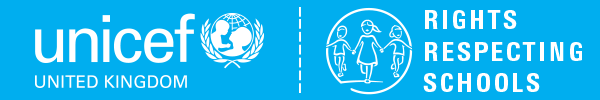 unicef
UNITED KINGDOM
RIGHTS
RESPECTING
SCHOOLS